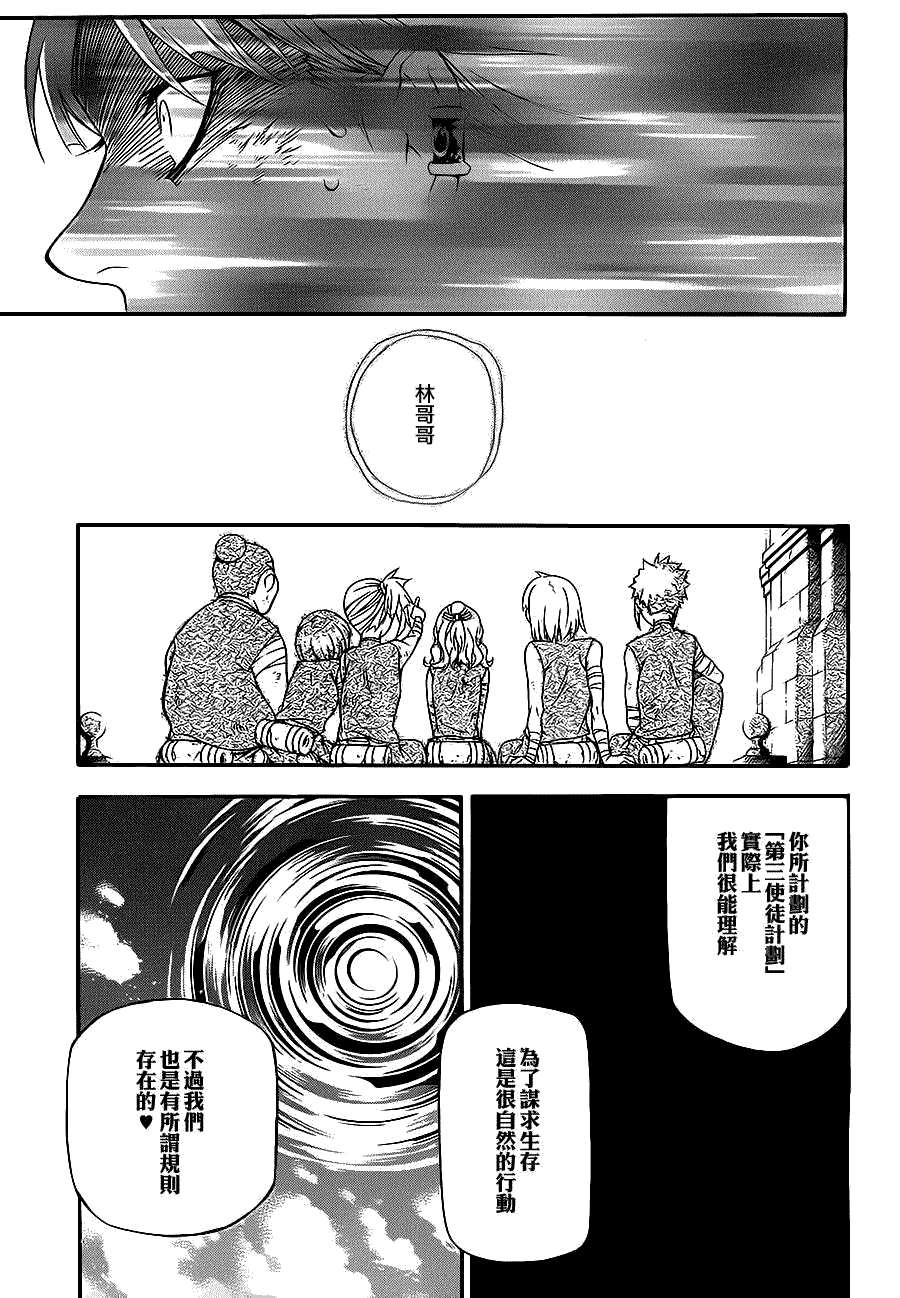 林哥哥
你所計劃的
「第三使徒計劃」
實際上
我們很能理解
為了謀求生存
這是很自然的行動
不過我們
也是有所謂規則
存在的♥